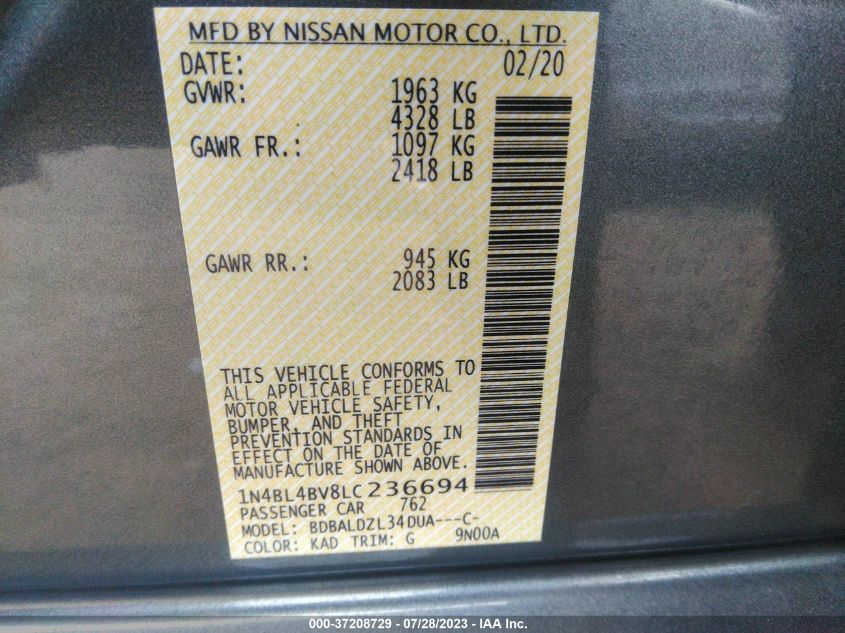 MFD BY NISSAN MOTOR CO., LTD.
DATE: 02/20
GVWR: 1963 KG
4328 LB
GAWR FR.: 1097 KG
2418 LB
GAWR RR.: 945 KG
2083 LB
THIS VEHICLE CONFORMS TO
ALL APPLICABLE FEDERAL
MOTOR VEHICLE SAFETY,
BUMPER, AND THEFT
PREVENTION STANDARDS IN
EFFECT ON THE DATE OF
MANUFACTURE SHOWN ABOVE.
1N4BL4BV8LC236694
PASSENGER CAR 762
MODEL: BDBALDZL34DUA---C-
COLOR: KAD TRIM: G 9N00A
000-37208729 / 07/28/2023 - IAA Inc.